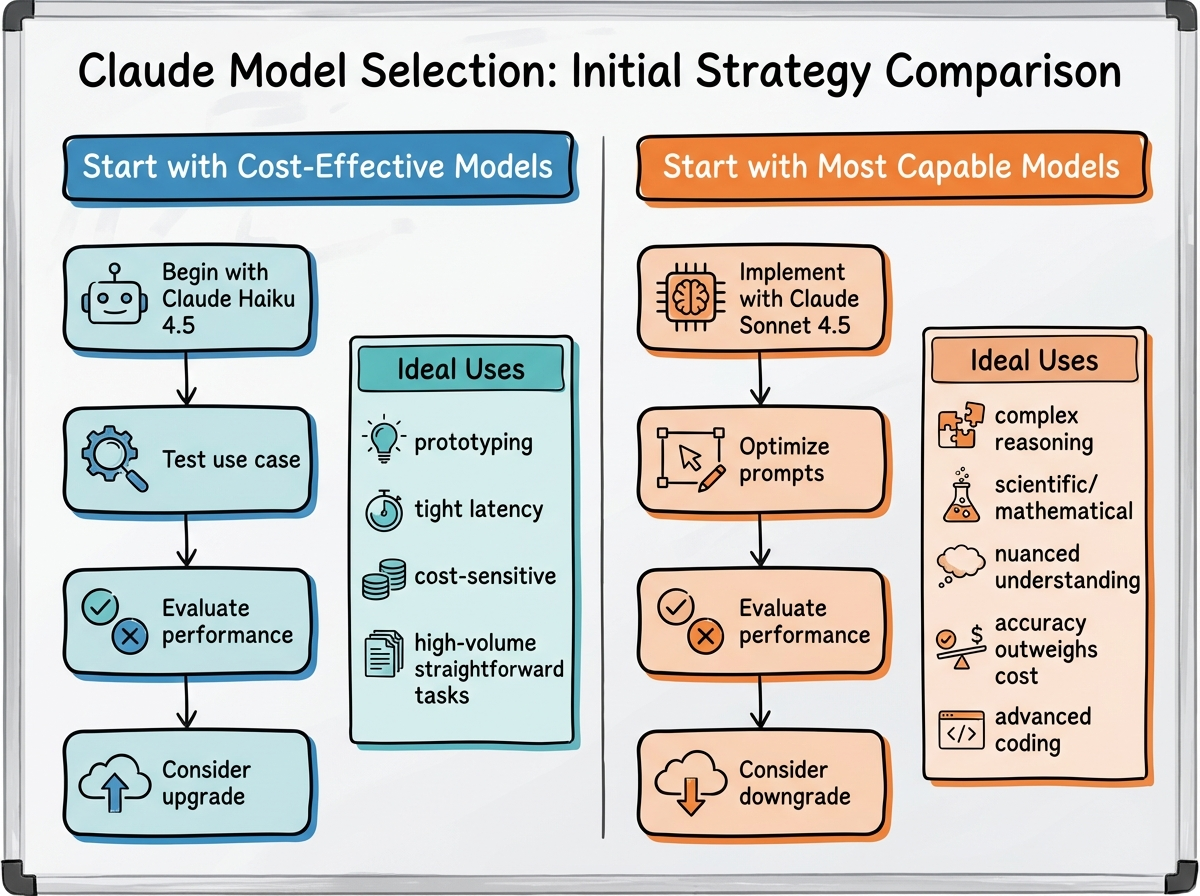 Claude Model Selection: Initial Strategy Comparison
Start with Cost-Effective Models
Begin with
Claude Haiku
4.5
Test use case
Evaluate
performance
Consider
upgrade
Ideal Uses
prototyping
tight latency
cost-sensitive
high-volume
straightforward
tasks
Start with Most Capable Models
Implement
with Claude
Sonnet 4.5
Optimize
prompts
Evaluate
performance
Consider
downgrade
Ideal Uses
complex
reasoning
scientific/
mathematical
nuanced
understanding
$
accuracy
outweighs
cost
</>
advanced
coding